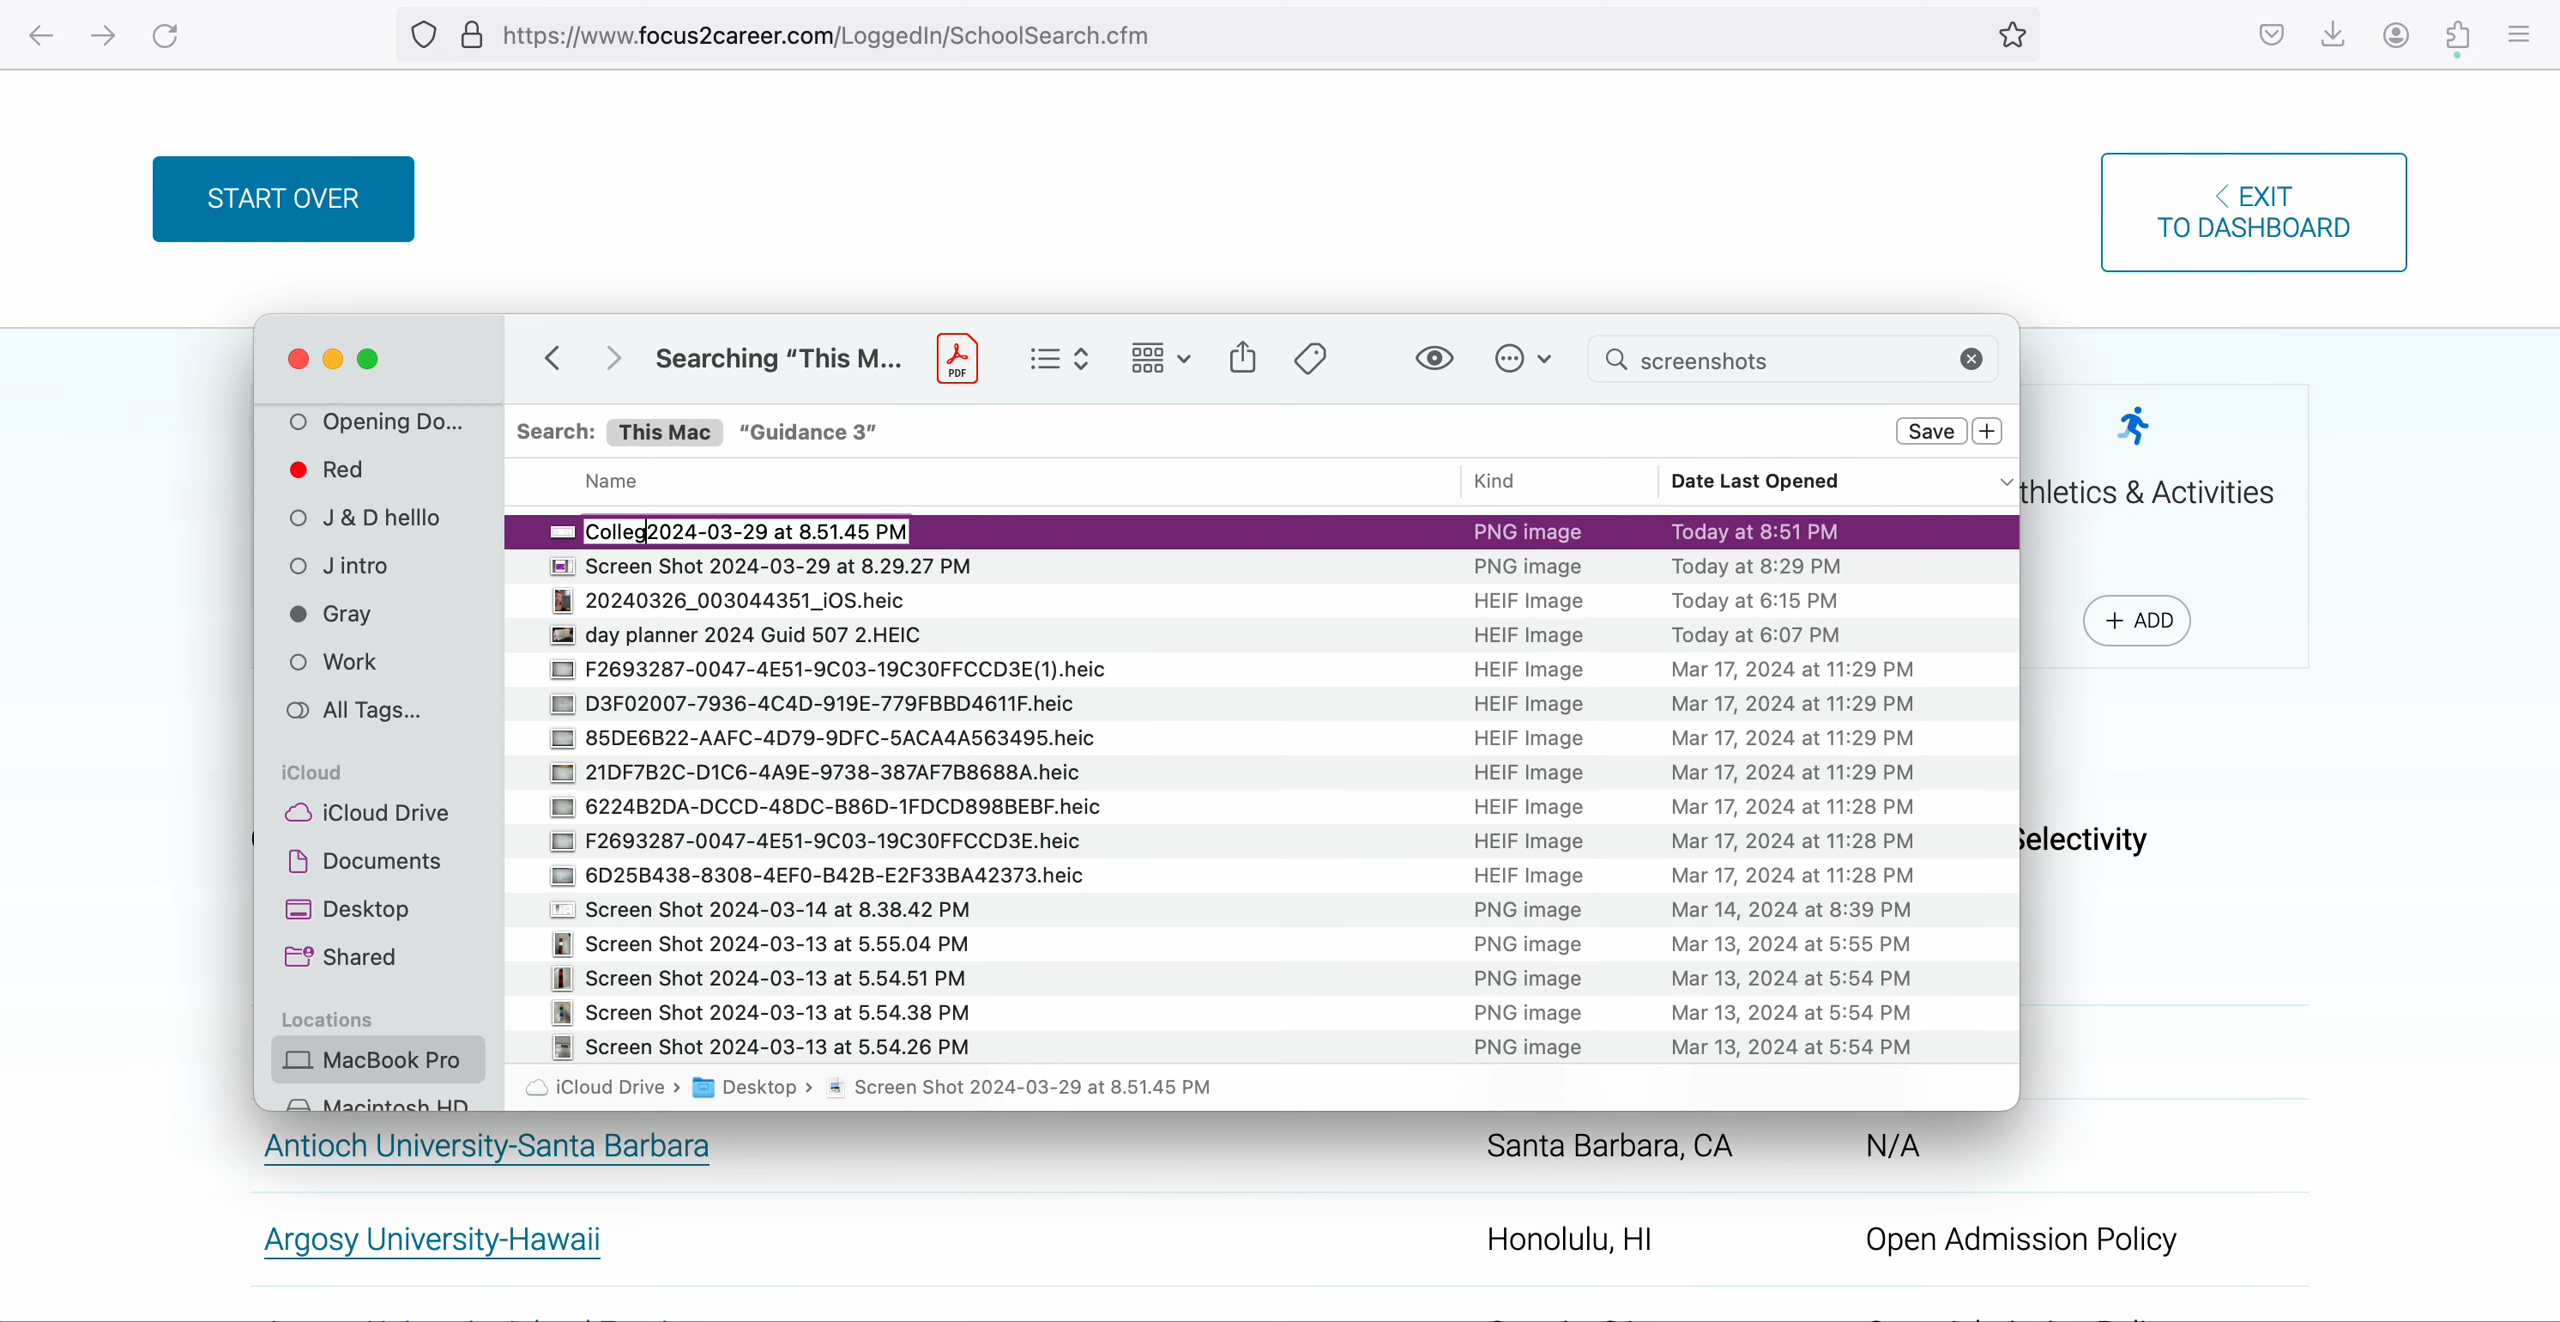 https://www.focus2career.com/LoggedIn/SchoolSearch.cfm
START OVER
EXIT
TO DASHBOARD
Searching “This M...
PDF
screenshots
Search: This Mac “Guidance 3”
Save +
Name Kind Date Last Opened
Colleg2024-03-29 at 8.51.45 PM PNG image Today at 8:51 PM
Screen Shot 2024-03-29 at 8.29.27 PM PNG image Today at 8:29 PM
20240326_003044351_iOS.heic HEIF Image Today at 6:15 PM
day planner 2024 Guid 507 2.HEIC HEIF Image Today at 6:07 PM
F2693287-0047-4E51-9C03-19C30FFCCD3E(1).heic HEIF Image Mar 17, 2024 at 11:29 PM
D3F02007-7936-4C4D-919E-779FBBD4611F.heic HEIF Image Mar 17, 2024 at 11:29 PM
85DE6B22-AAFC-4D79-9DFC-5ACA4A563495.heic HEIF Image Mar 17, 2024 at 11:29 PM
21DF7B2C-D1C6-4A9E-9738-387AF7B8688A.heic HEIF Image Mar 17, 2024 at 11:29 PM
6224B2DA-DCCD-48DC-B86D-1FDCD898BEBF.heic HEIF Image Mar 17, 2024 at 11:28 PM
F2693287-0047-4E51-9C03-19C30FFCCD3E.heic HEIF Image Mar 17, 2024 at 11:28 PM
6D25B438-8308-4EF0-B42B-E2F33BA42373.heic HEIF Image Mar 17, 2024 at 11:28 PM
Screen Shot 2024-03-14 at 8.38.42 PM PNG image Mar 14, 2024 at 8:39 PM
Screen Shot 2024-03-13 at 5.55.04 PM PNG image Mar 13, 2024 at 5:55 PM
Screen Shot 2024-03-13 at 5.54.51 PM PNG image Mar 13, 2024 at 5:54 PM
Screen Shot 2024-03-13 at 5.54.38 PM PNG image Mar 13, 2024 at 5:54 PM
Screen Shot 2024-03-13 at 5.54.26 PM PNG image Mar 13, 2024 at 5:54 PM
iCloud Drive › Desktop › Screen Shot 2024-03-29 at 8.51.45 PM
Opening Do...
Red
J & D helllo
J intro
Gray
Work
All Tags...
iCloud
iCloud Drive
Documents
Desktop
Shared
Locations
MacBook Pro
Macintosh HD
thletics & Activities
+ ADD
Selectivity
Antioch University-Santa Barbara Santa Barbara, CA N/A
Argosy University-Hawaii Honolulu, HI Open Admission Policy